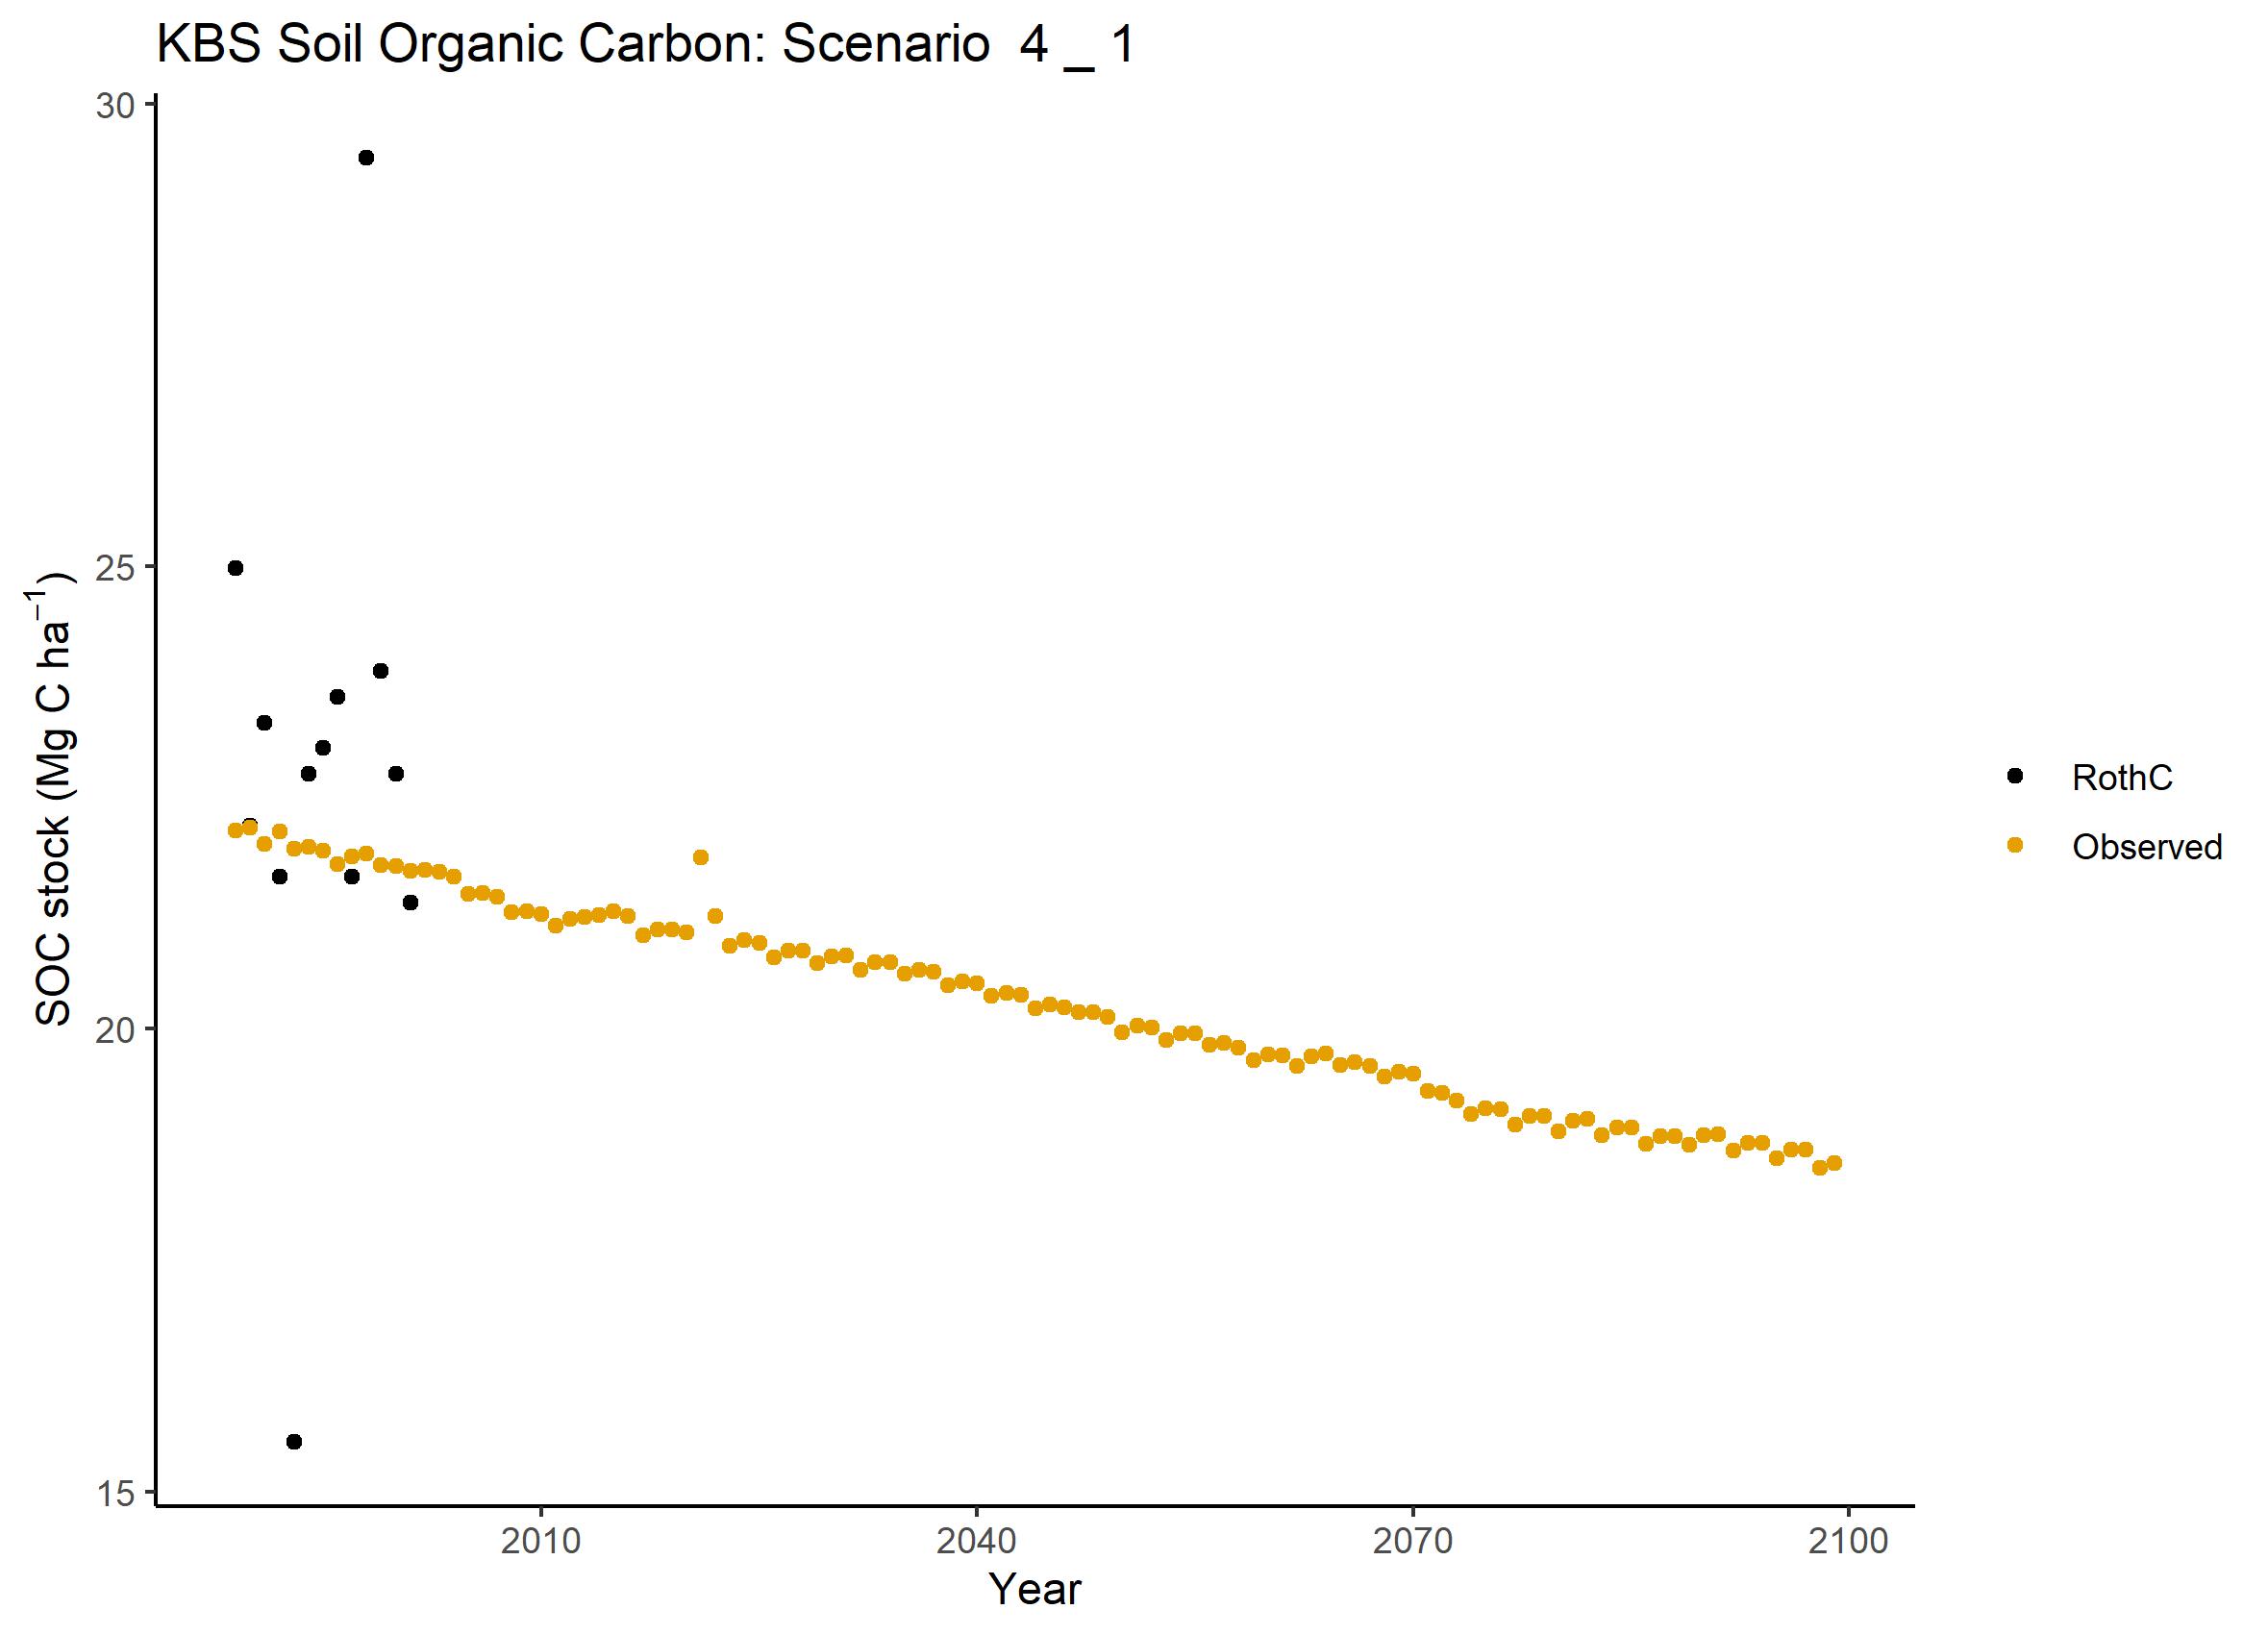 KBS Soil Organic Carbon: Scenario  4 _ 1
30
25
20
15
SOC stock (Mg C ha⁻¹)
2010
2040
2070
2100
Year
RothC
Observed